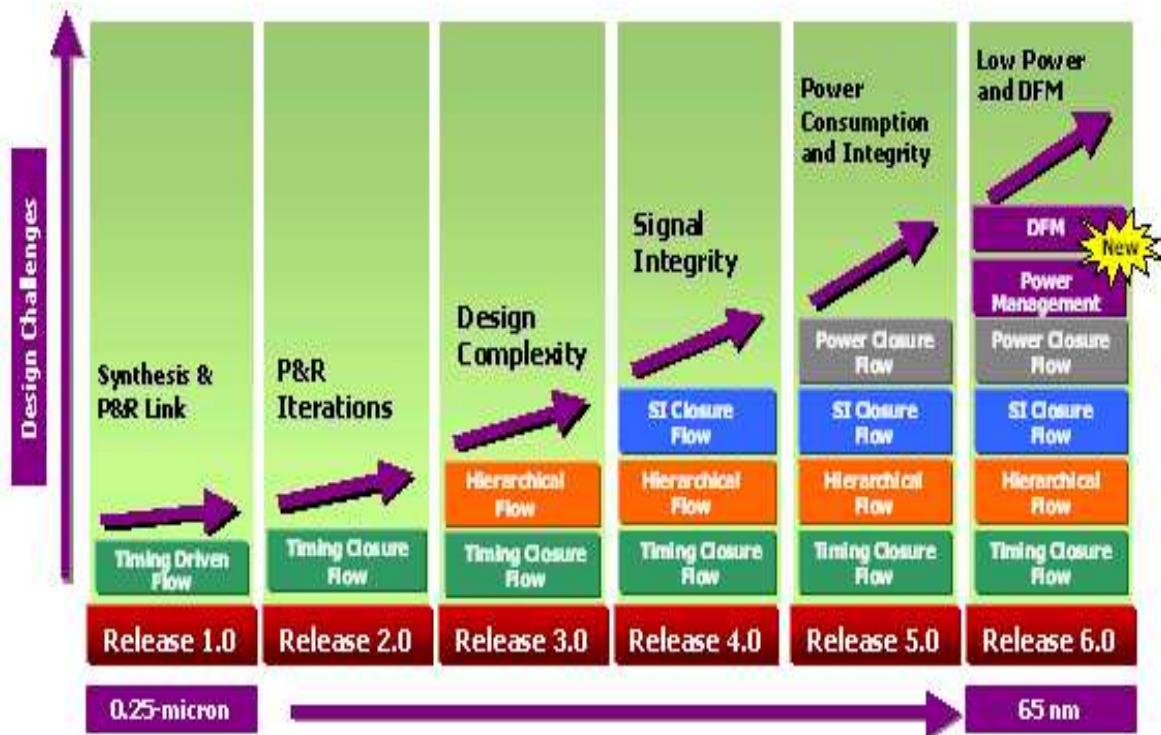 Design Challenges
Synthesis &
P&R Link
Timing Driven
Flow
Release 1.0
P&R
Iterations
Timing Closure
Flow
Release 2.0
Design
Complexity
Hierarchical
Flow
Timing Closure
Flow
Release 3.0
Signal
Integrity
SI Closure
Flow
Hierarchical
Flow
Timing Closure
Flow
Release 4.0
Power
Consumption
and Integrity
Power Closure
Flow
SI Closure
Flow
Hierarchical
Flow
Timing Closure
Flow
Release 5.0
Low Power
and DFM
DFM
New
Power
Management
Power Closure
Flow
SI Closure
Flow
Hierarchical
Flow
Timing Closure
Flow
Release 6.0
0.25-micron
65 nm